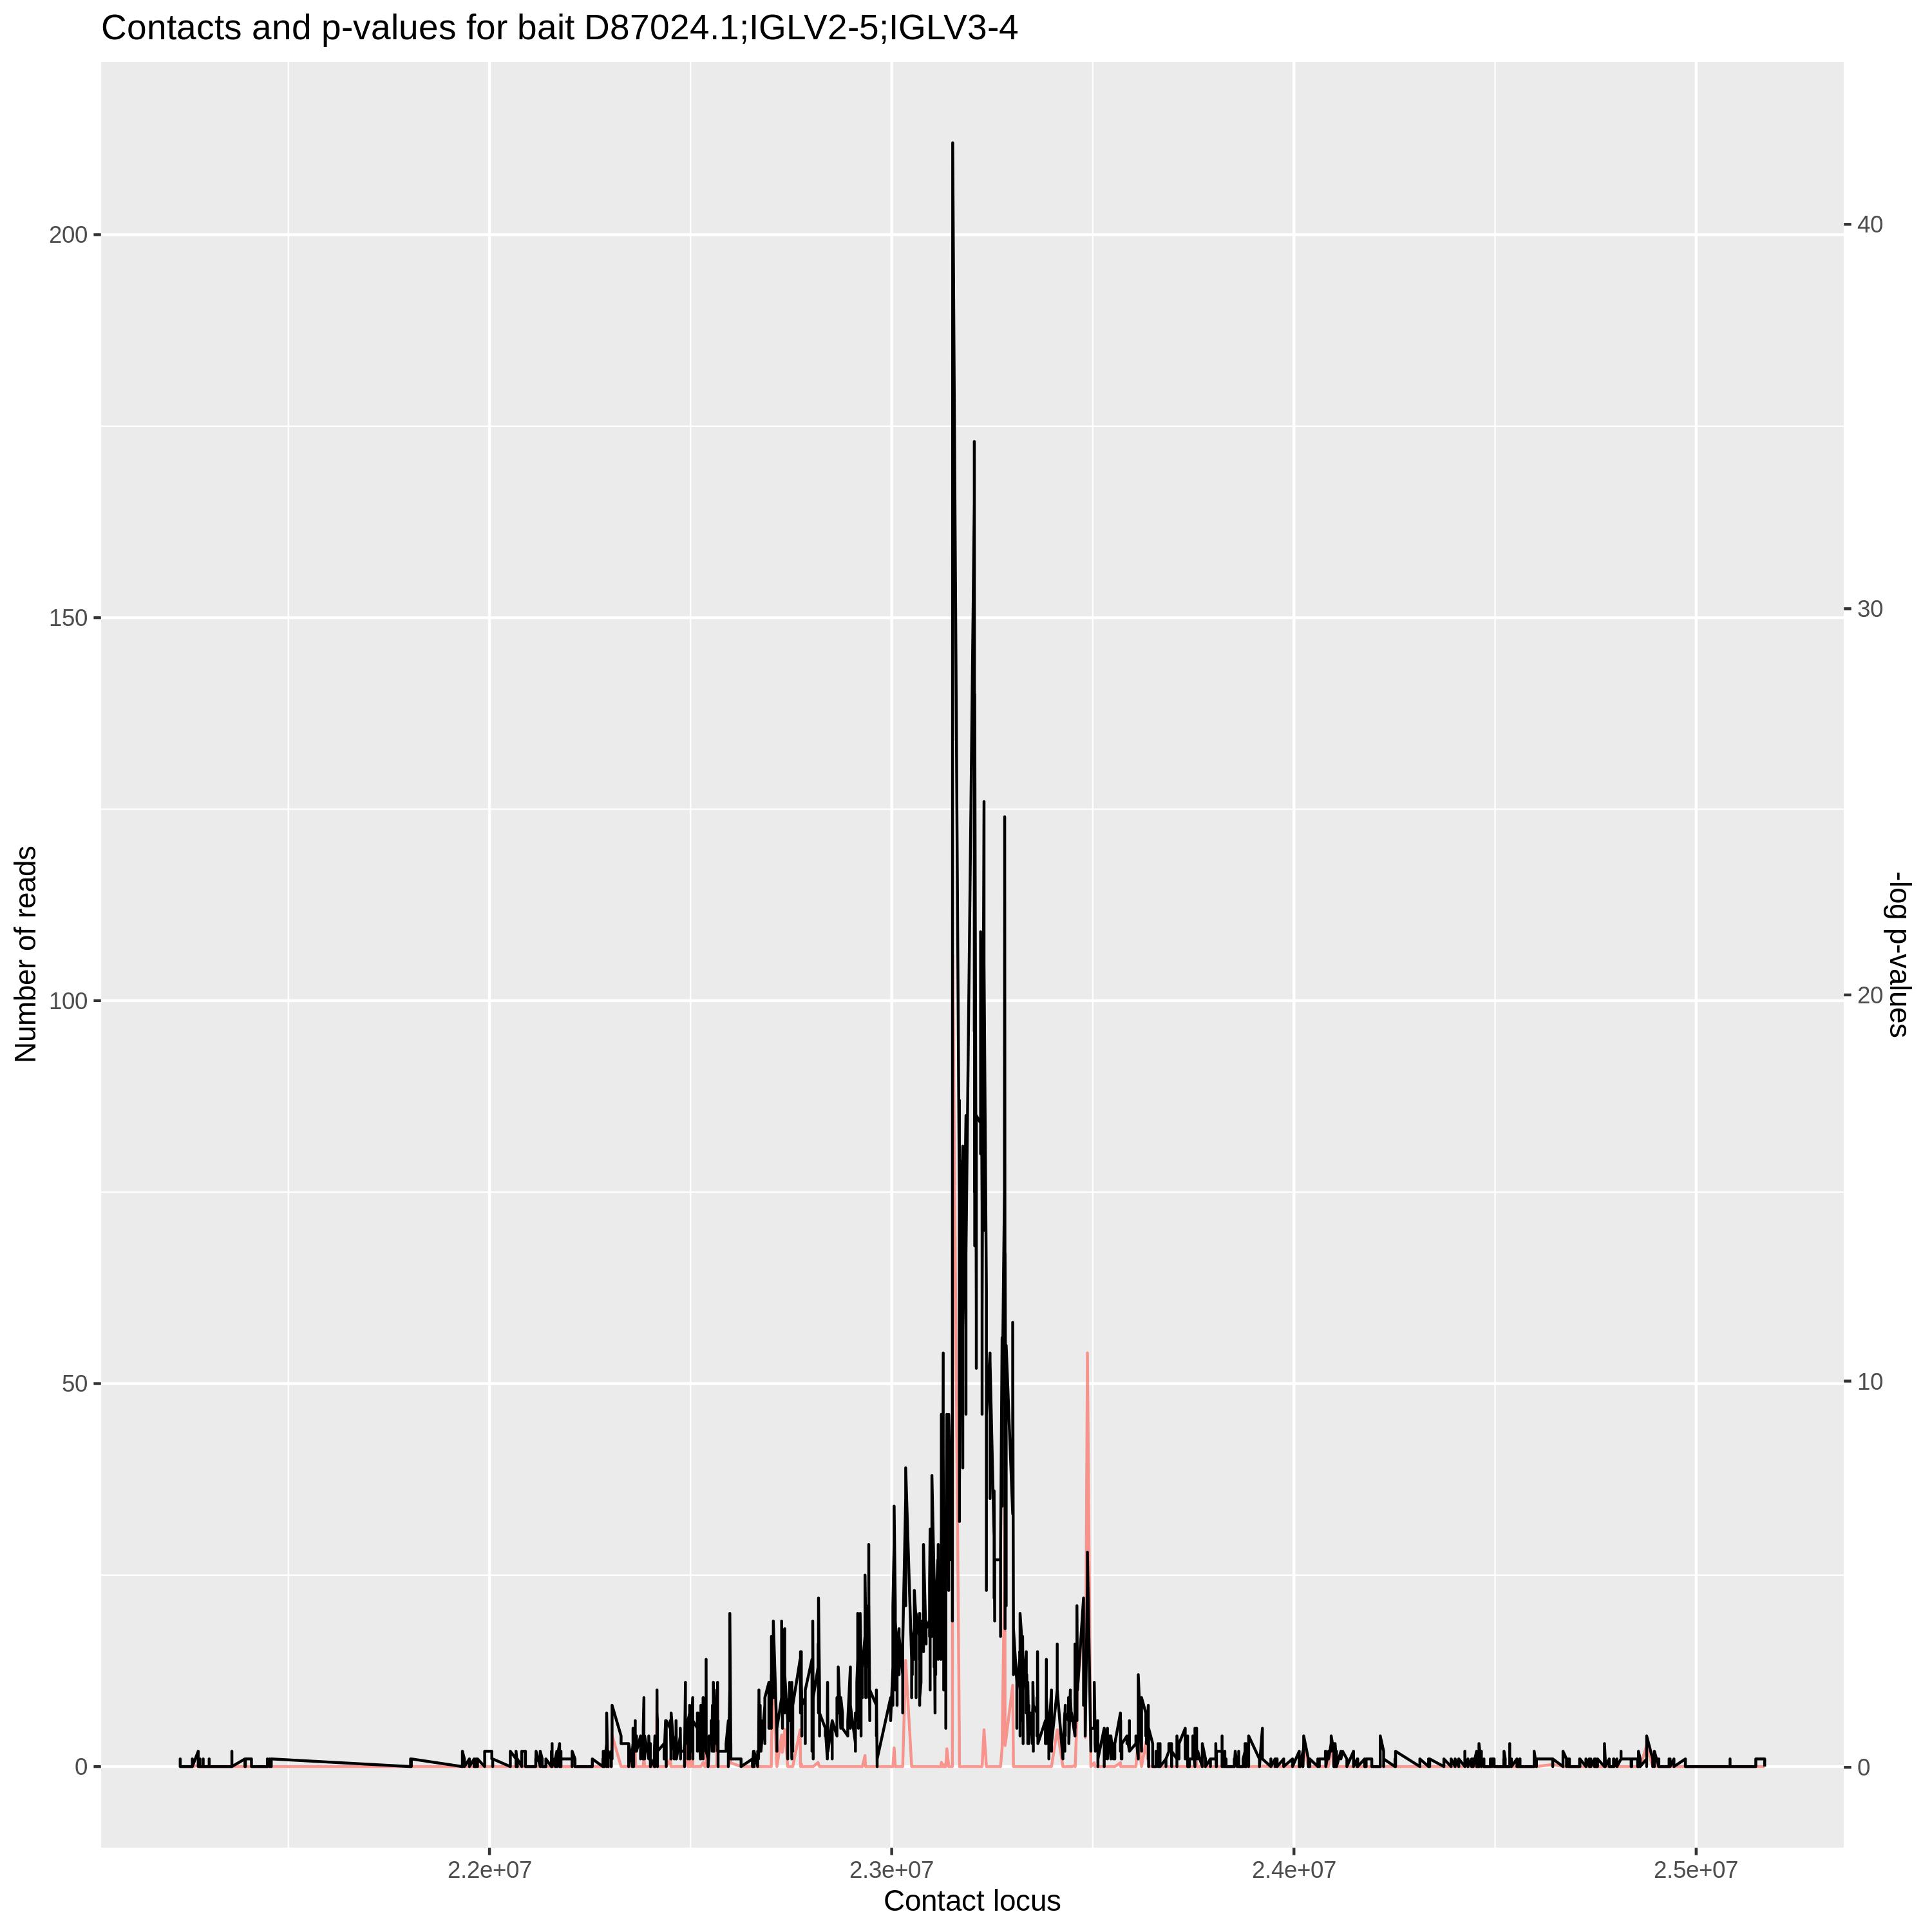 Contacts and p-values for bait D87024.1;IGLV2-5;IGLV3-4
Number of reads
200
150
100
50
0
40
30
20
10
0
-log p-values
2.2e+07 2.3e+07 2.4e+07 2.5e+07
Contact locus